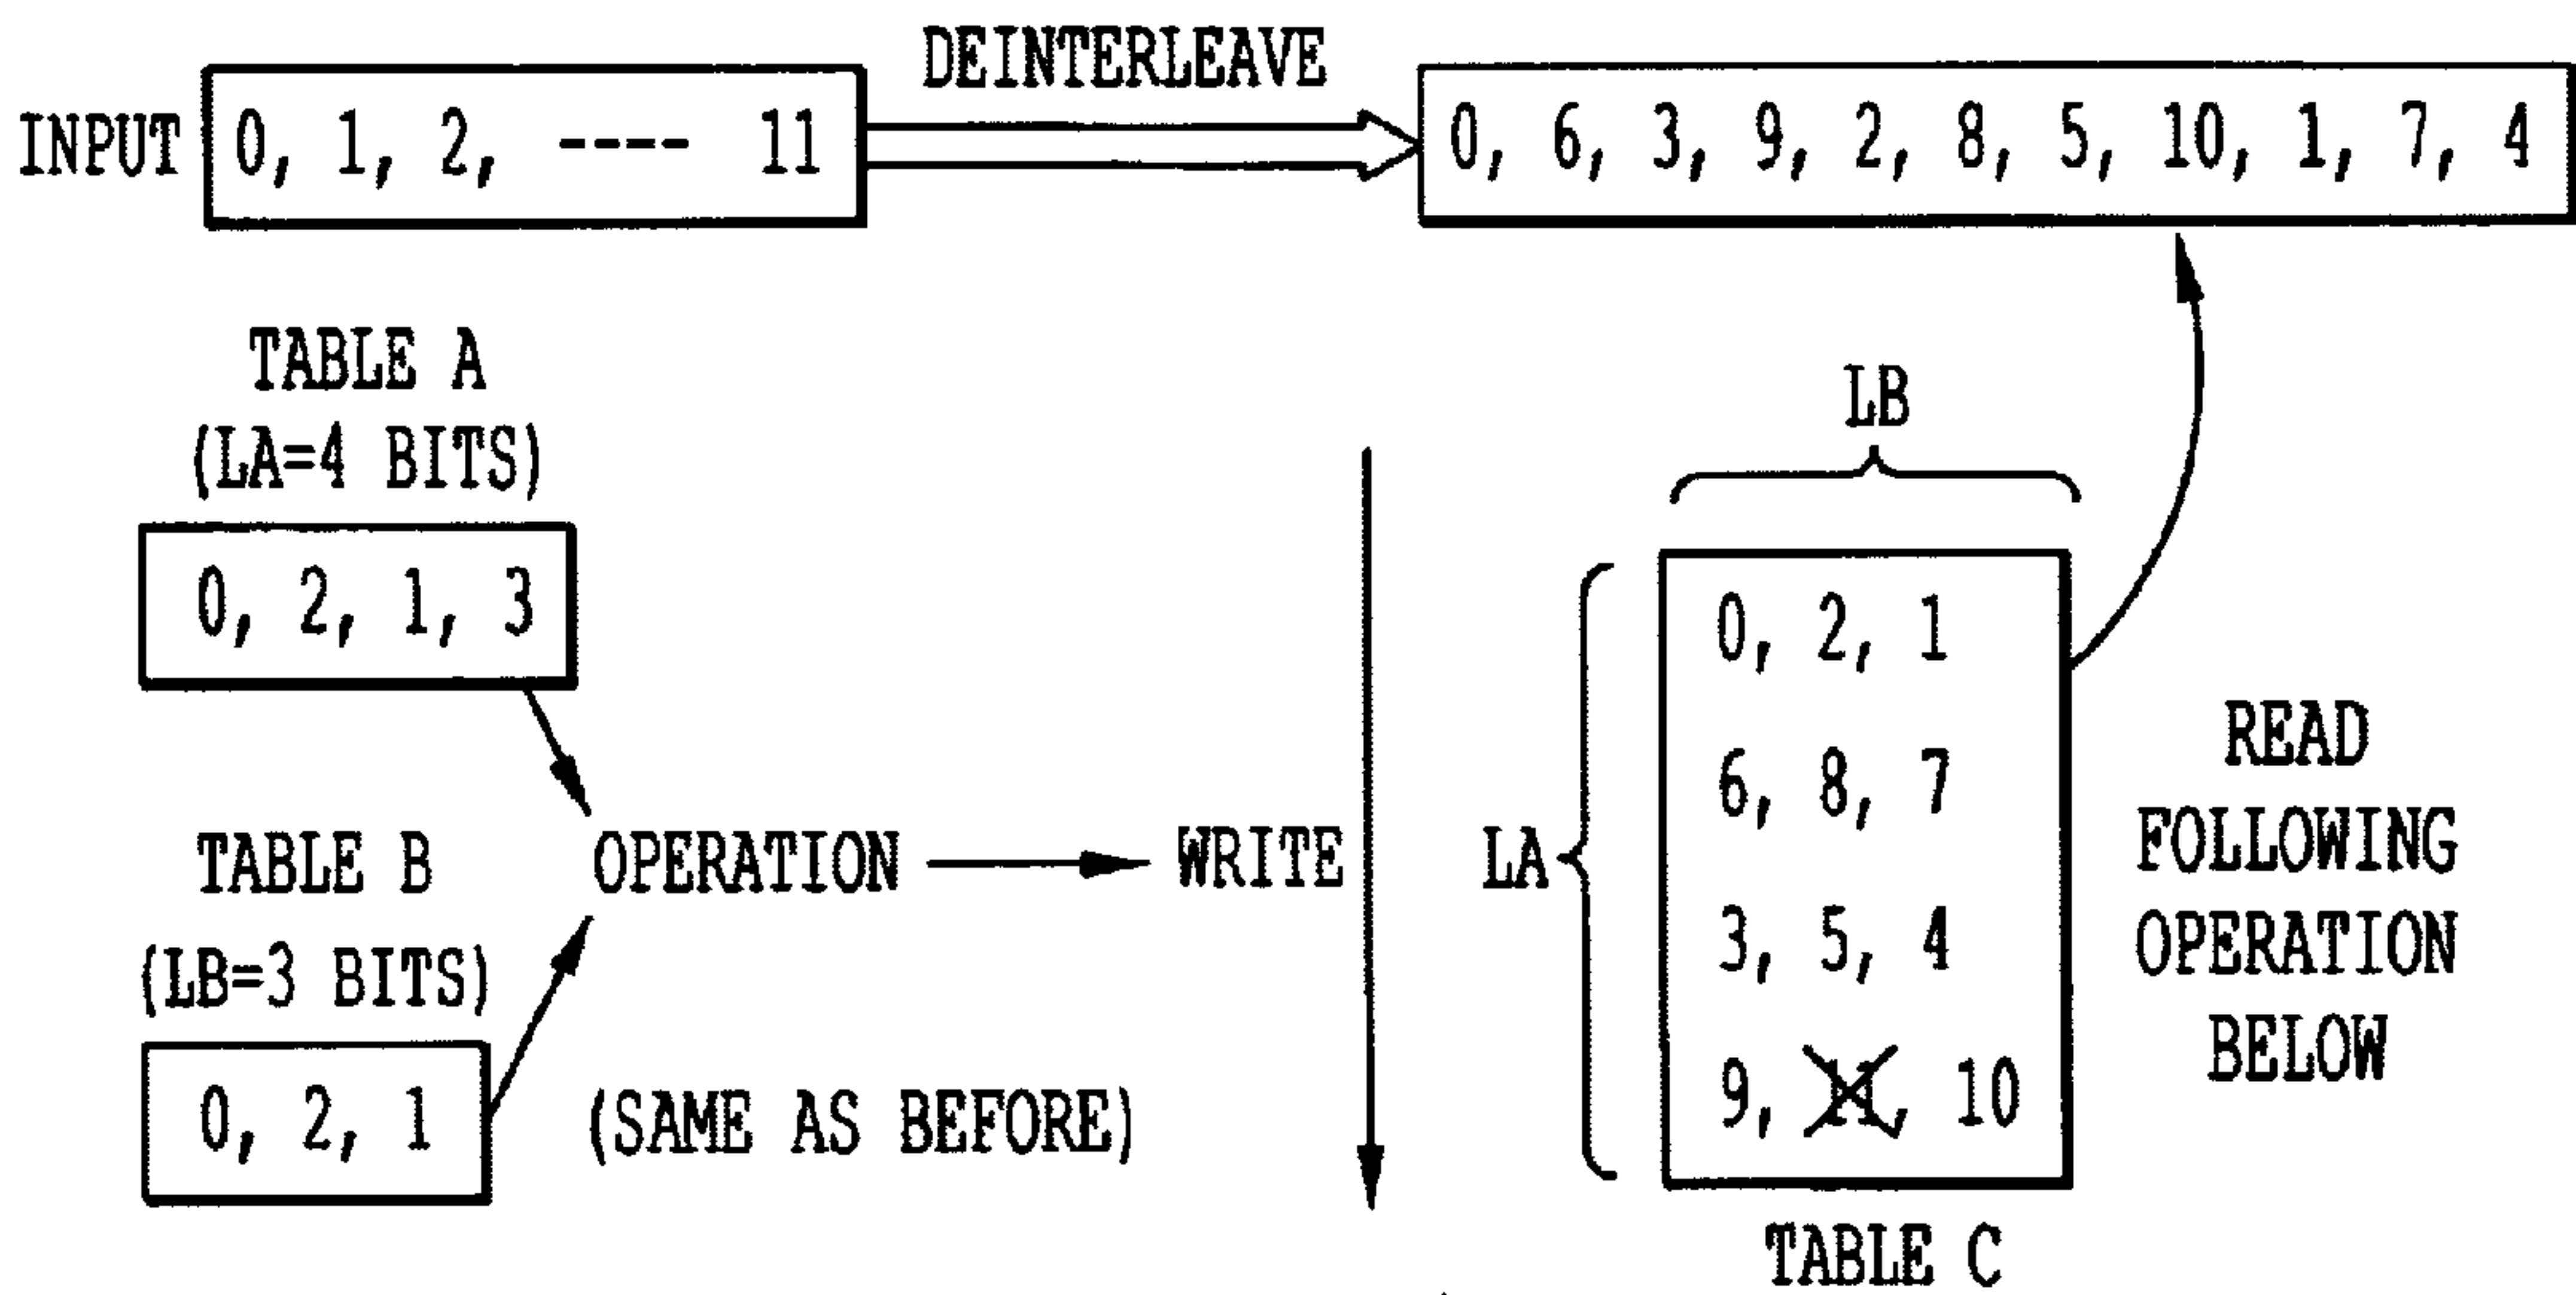 DEINTERLEAVE
INPUT 0, 1, 2, ---- 11
0, 6, 3, 9, 2, 8, 5, 10, 1, 7, 4
TABLE A
(LA=4 BITS)
0, 2, 1, 3
TABLE B
(LB=3 BITS)
0, 2, 1
(SAME AS BEFORE)
OPERATION
WRITE
LB
LA
0, 2, 1
6, 8, 7
3, 5, 4
9, 11, 10
TABLE C
READ
FOLLOWING
OPERATION
BELOW